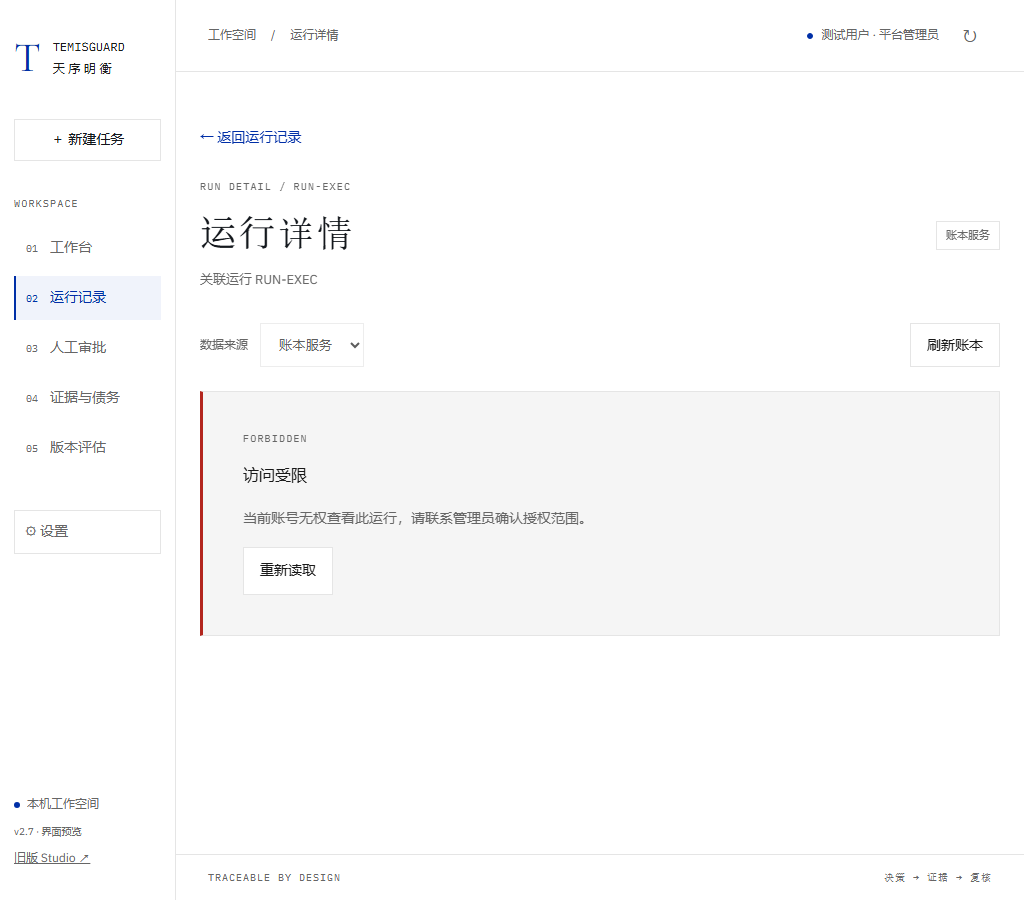 T
TEMISGUARD
天序明衡
+ 新建任务
WORKSPACE
01 工作台
02 运行记录
03 人工审批
04 证据与债务
05 版本评估
⚙ 设置
本机工作空间
v2.7 · 界面预览
旧版 Studio ↗
工作空间 / 运行详情
测试用户 · 平台管理员 ↻
← 返回运行记录
RUN DETAIL / RUN-EXEC
运行详情
账本服务
关联运行 RUN-EXEC
数据来源 账本服务
刷新账本
FORBIDDEN
访问受限
当前账号无权查看此运行，请联系管理员确认授权范围。
重新读取
TRACEABLE BY DESIGN
决策 → 证据 → 复核